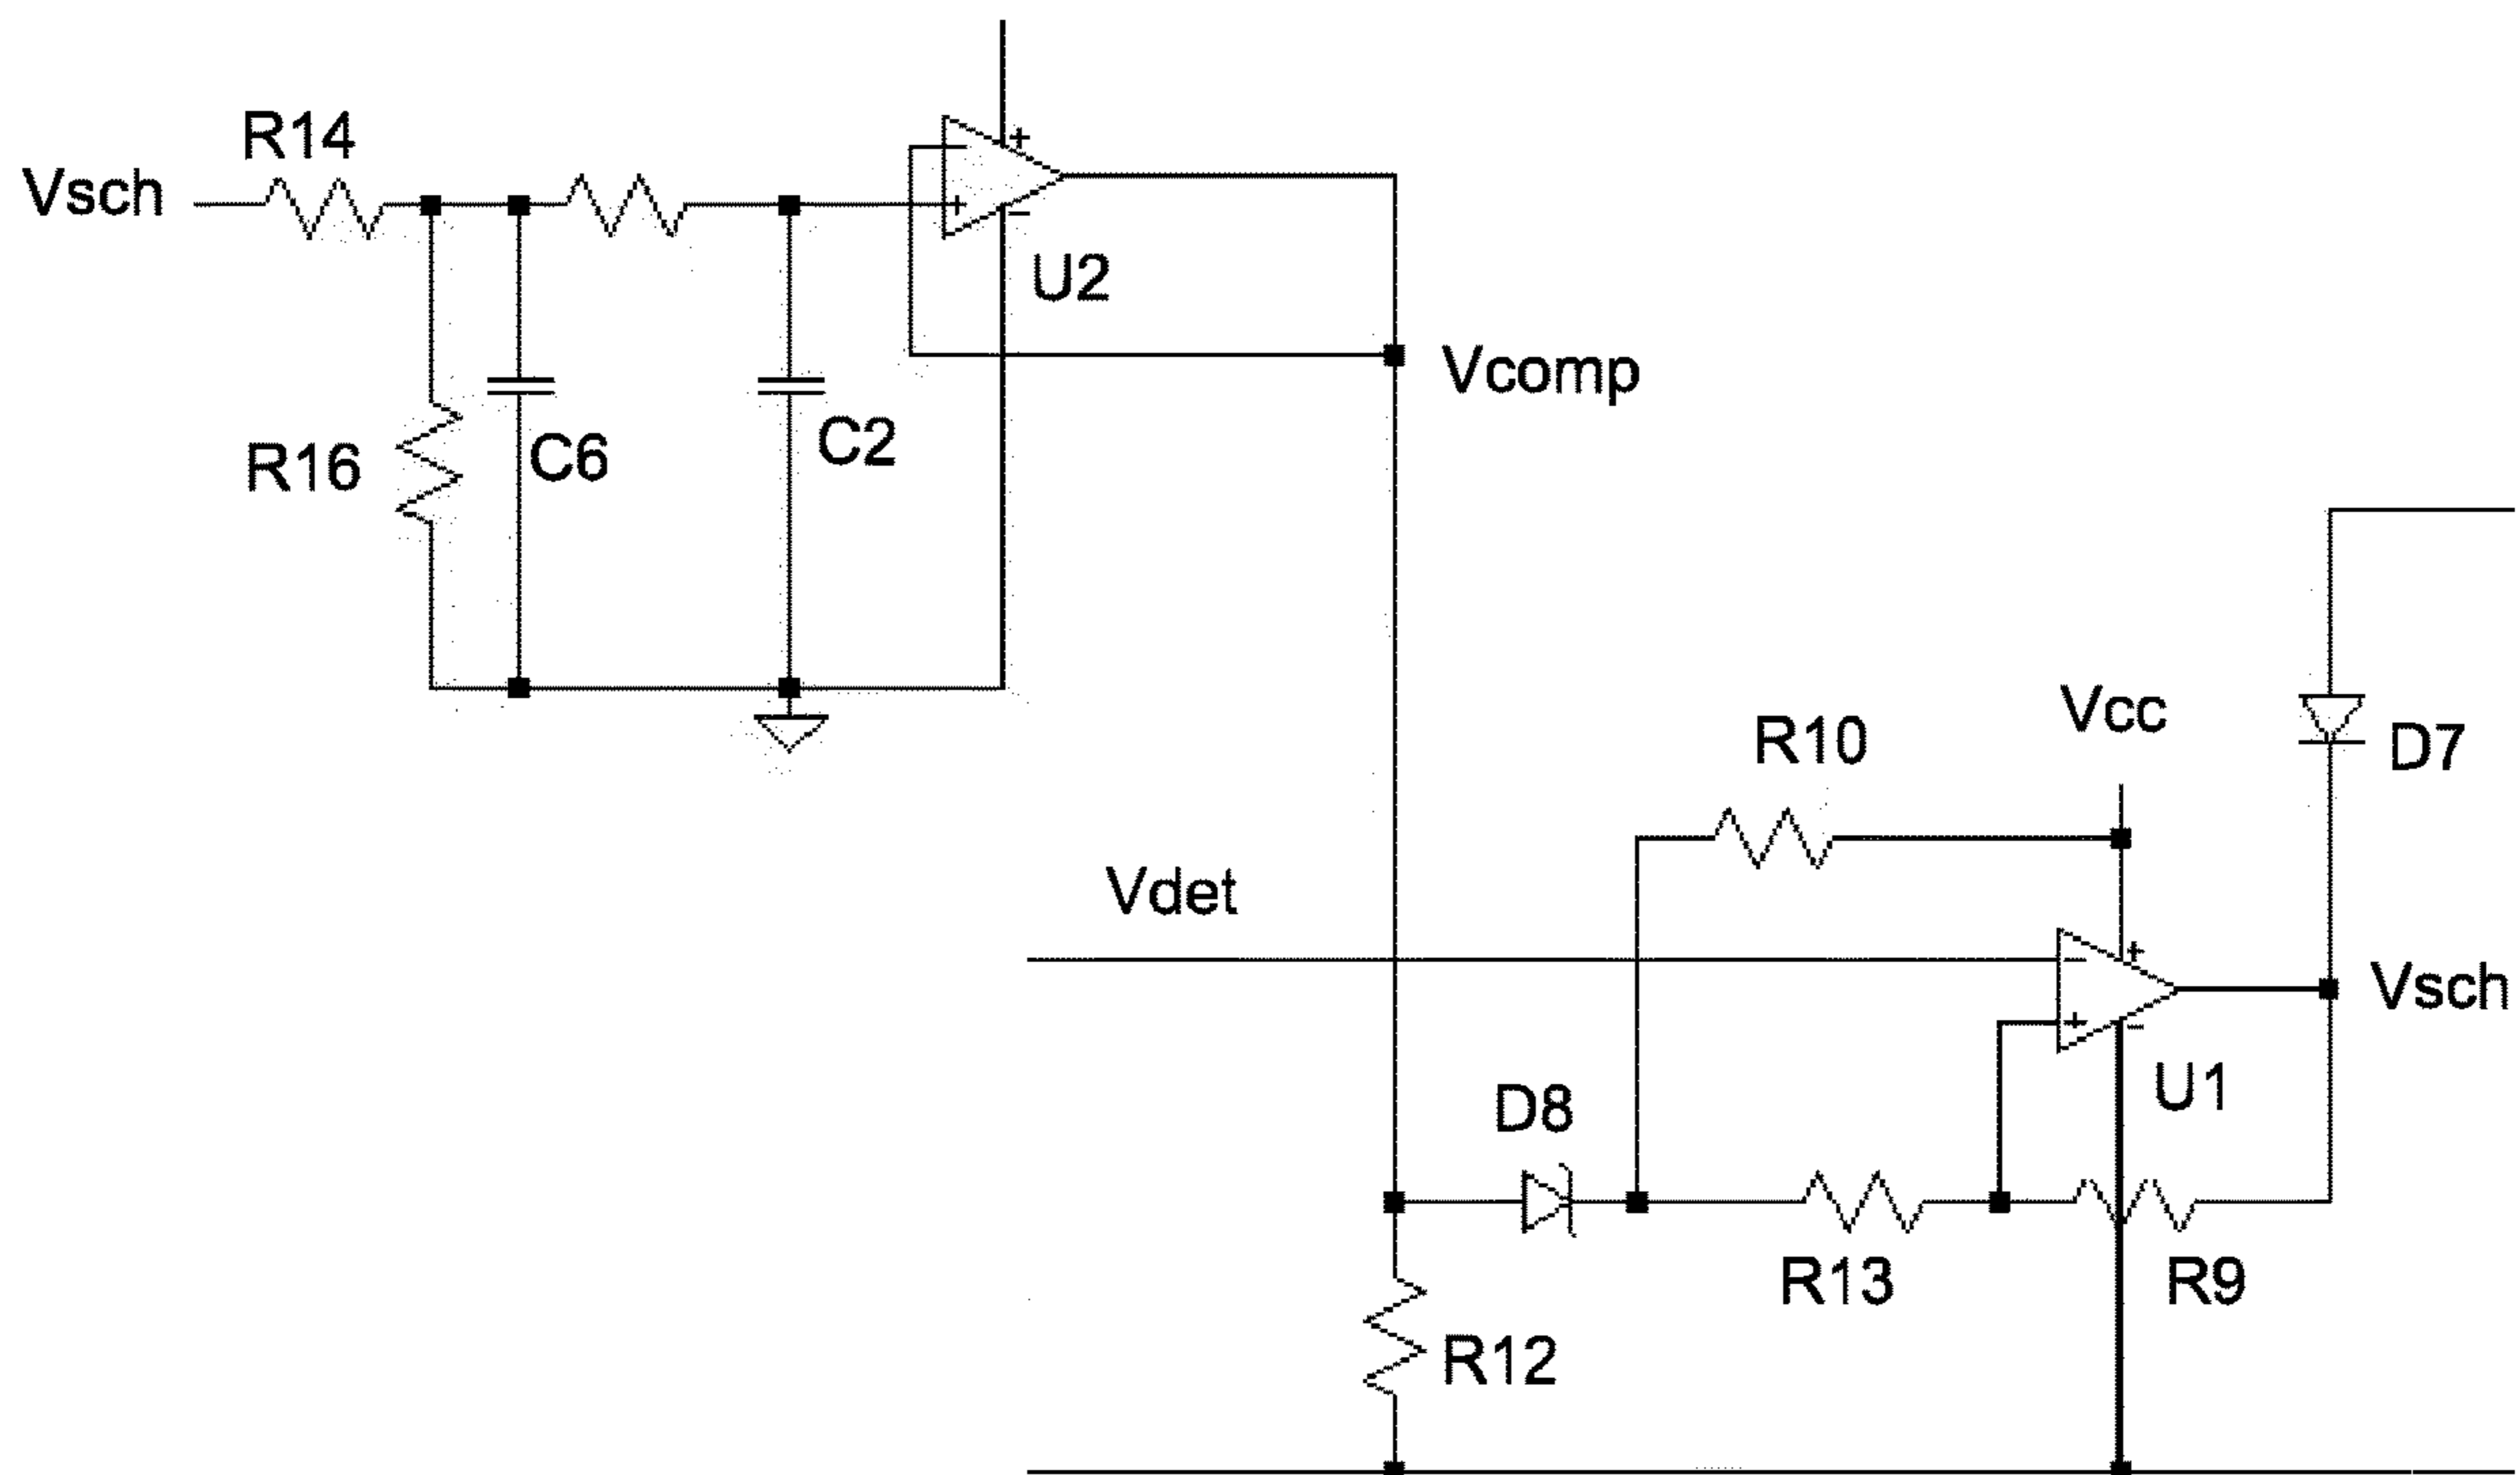 R14
Vsch
U2
Vcomp
R16
C6
C2
Vcc
R10
D7
Vdet
Vsch
U1
D8
R13
R9
R12